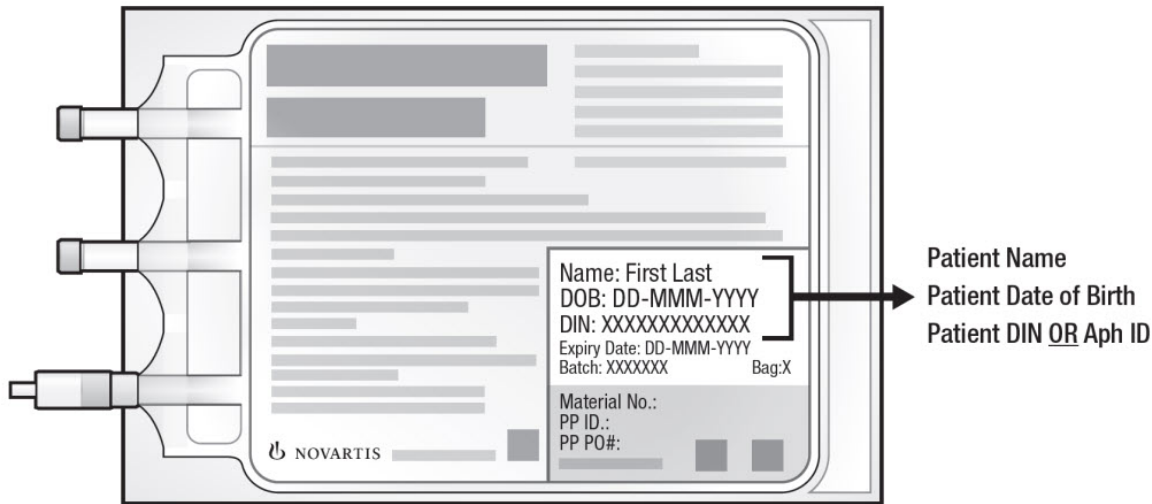 Name: First Last
DOB: DD-MMM-YYYY
DIN: XXXXXXXXXXXXX
Expiry Date: DD-MMM-YYYY
Batch: XXXXXXX Bag:X
Material No.:
PP ID.:
PP PO#:
NOVARTIS
Patient Name
Patient Date of Birth
Patient DIN OR Aph ID